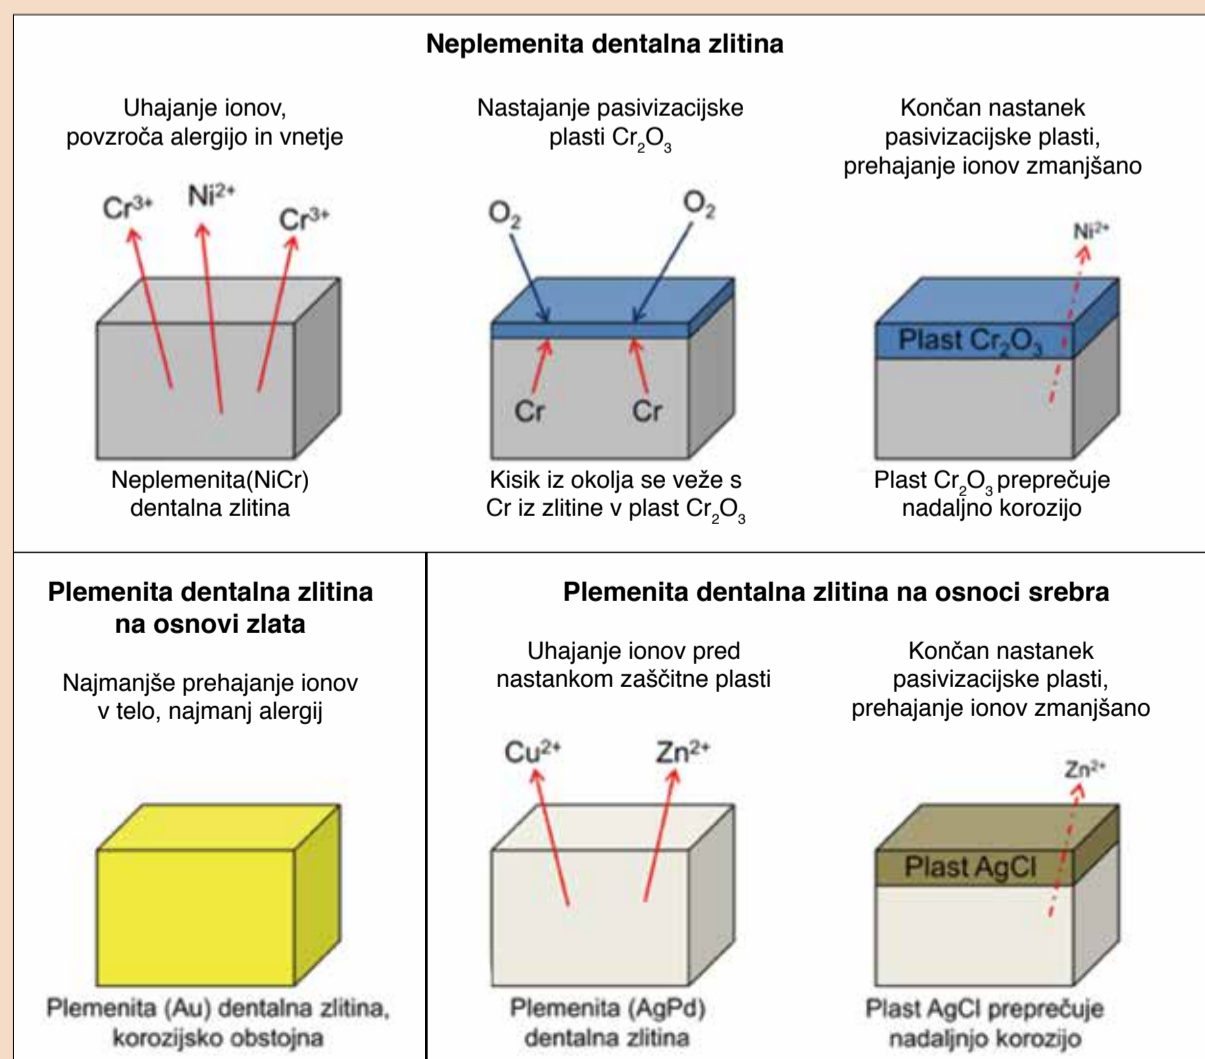 Neplemenita dentalna zlitina
Uhajanje ionov,
povzroča alergijo in vnetje
Cr³⁺
Ni²⁺
Cr³⁺
Neplemenita(NiCr)
dentalna zlitina
Nastajanje pasivizacijske
plasti Cr₂O₃
O₂
O₂
Cr
Cr
Kisik iz okolja se veže s
Cr iz zlitine v plast Cr₂O₃
Končan nastanek
pasivizacijske plasti,
prehajanje ionov zmanjšano
Ni²⁺
Plast Cr₂O₃
Plast Cr₂O₃ preprečuje
nadaljno korozijo
Plemenita dentalna zlitina
na osnovi zlata
Najmanjše prehajanje ionov
v telo, najmanj alergij
Plemenita (Au) dentalna zlitina,
korozijsko obstojna
Plemenita dentalna zlitina na osnoci srebra
Uhajanje ionov pred
nastankom zaščitne plasti
Cu²⁺
Zn²⁺
Plemenita (AgPd)
dentalna zlitina
Končan nastanek
pasivizacijske plasti,
prehajanje ionov zmanjšano
Zn²⁺
Plast AgCl
Plast AgCl preprečuje
nadaljnjo korozijo